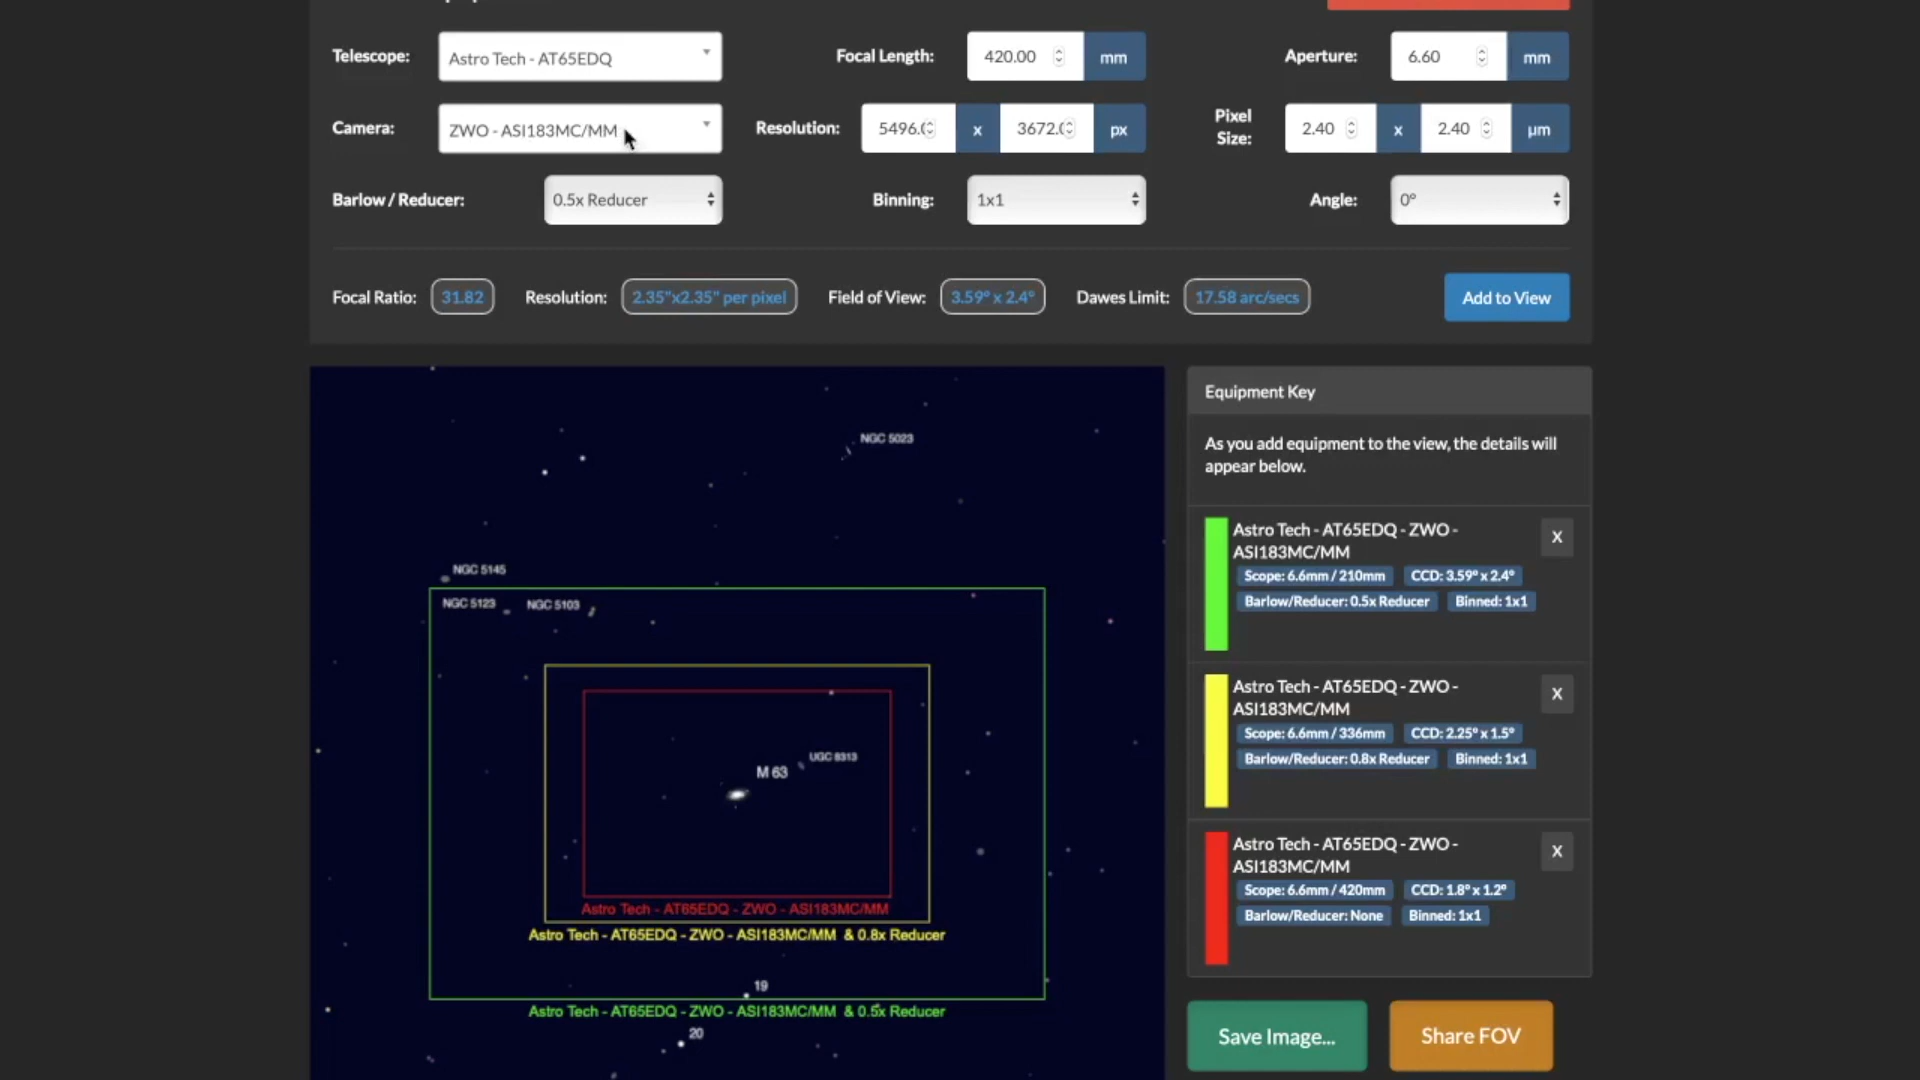 Telescope: Astro Tech - AT65EDQ Focal Length: 420.00 mm Aperture: 6.60 mm
Camera: ZWO - ASI183MC/MM Resolution: 5496.0 x 3672.0 px Pixel Size: 2.40 x 2.40 µm
Barlow / Reducer: 0.5x Reducer Binning: 1x1 Angle: 0°
Focal Ratio: 31.82 Resolution: 2.35"x2.35" per pixel Field of View: 3.59° x 2.4° Dawes Limit: 17.58 arc/secs Add to View
NGC 5023
NGC 5145
NGC 5123 NGC 5103
UGC 8313
M 63
Astro Tech - AT65EDQ - ZWO - ASI183MC/MM
Astro Tech - AT65EDQ - ZWO - ASI183MC/MM & 0.8x Reducer
19
Astro Tech - AT65EDQ - ZWO - ASI183MC/MM & 0.5x Reducer
20
Equipment Key
As you add equipment to the view, the details will
appear below.
Astro Tech - AT65EDQ - ZWO -
ASI183MC/MM
X
Scope: 6.6mm / 210mm CCD: 3.59° x 2.4°
Barlow/Reducer: 0.5x Reducer Binned: 1x1
Astro Tech - AT65EDQ - ZWO -
ASI183MC/MM
X
Scope: 6.6mm / 336mm CCD: 2.25° x 1.5°
Barlow/Reducer: 0.8x Reducer Binned: 1x1
Astro Tech - AT65EDQ - ZWO -
ASI183MC/MM
X
Scope: 6.6mm / 420mm CCD: 1.8° x 1.2°
Barlow/Reducer: None Binned: 1x1
Save Image... Share FOV